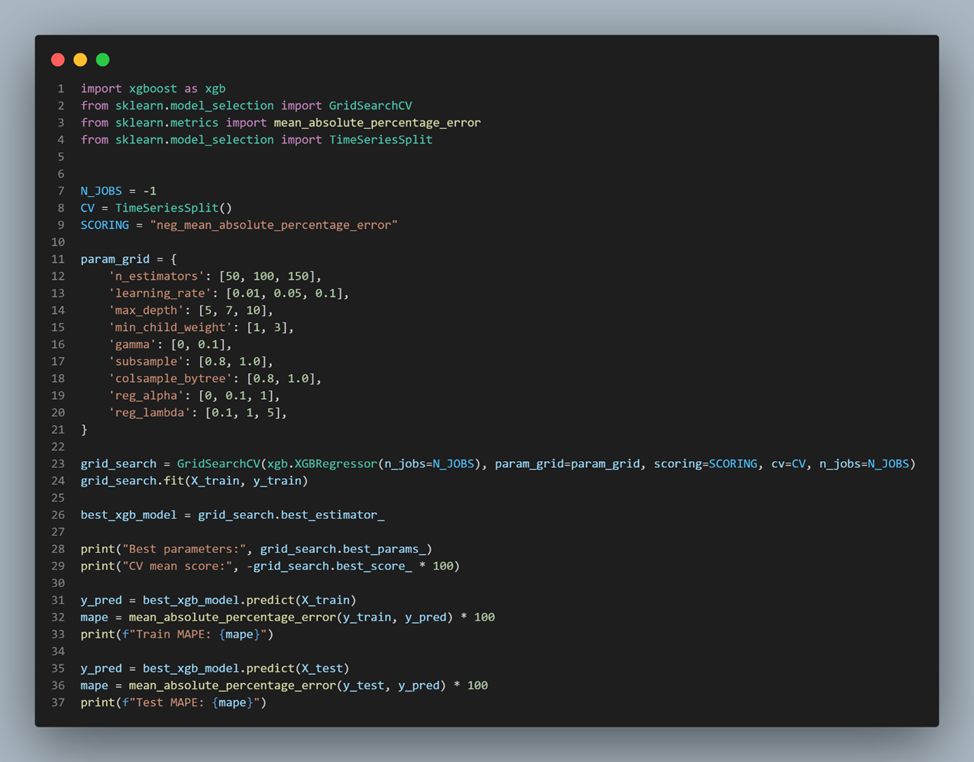 1 import xgboost as xgb
2 from sklearn.model_selection import GridSearchCV
3 from sklearn.metrics import mean_absolute_percentage_error
4 from sklearn.model_selection import TimeSeriesSplit
5
6
7 N_JOBS = -1
8 CV = TimeSeriesSplit()
9 SCORING = "neg_mean_absolute_percentage_error"
10
11 param_grid = {
12     'n_estimators': [50, 100, 150],
13     'learning_rate': [0.01, 0.05, 0.1],
14     'max_depth': [5, 7, 10],
15     'min_child_weight': [1, 3],
16     'gamma': [0, 0.1],
17     'subsample': [0.8, 1.0],
18     'colsample_bytree': [0.8, 1.0],
19     'reg_alpha': [0, 0.1, 1],
20     'reg_lambda': [0.1, 1, 5],
21 }
22
23 grid_search = GridSearchCV(xgb.XGBRegressor(n_jobs=N_JOBS), param_grid=param_grid, scoring=SCORING, cv=CV, n_jobs=N_JOBS)
24 grid_search.fit(X_train, y_train)
25
26 best_xgb_model = grid_search.best_estimator_
27
28 print("Best parameters:", grid_search.best_params_)
29 print("CV mean score:", -grid_search.best_score_ * 100)
30
31 y_pred = best_xgb_model.predict(X_train)
32 mape = mean_absolute_percentage_error(y_train, y_pred) * 100
33 print(f"Train MAPE: {mape}")
34
35 y_pred = best_xgb_model.predict(X_test)
36 mape = mean_absolute_percentage_error(y_test, y_pred) * 100
37 print(f"Test MAPE: {mape}")